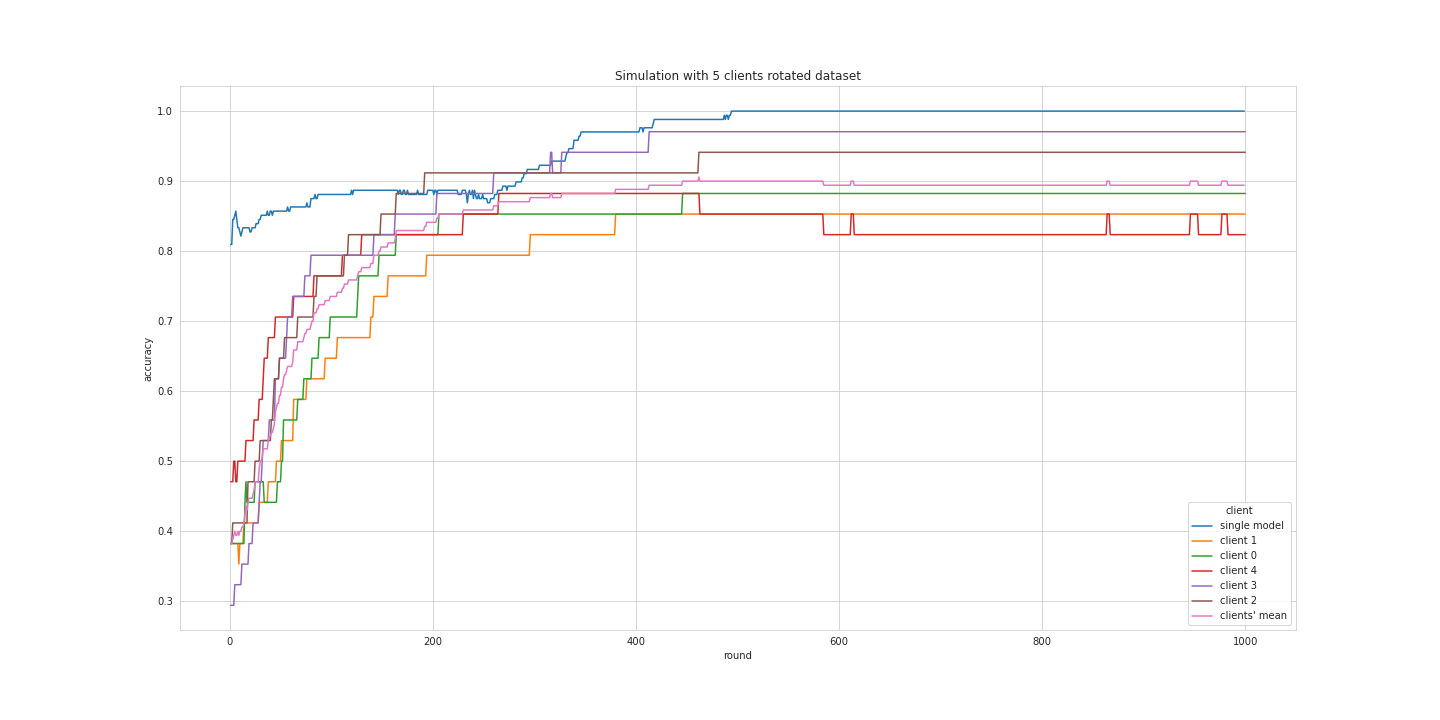 Simulation with 5 clients rotated dataset
1.0
0.9
0.8
0.7
0.6
0.5
0.4
0.3
accuracy
0 200 400 600 800 1000
round
client
single model
client 1
client 0
client 4
client 3
client 2
clients' mean